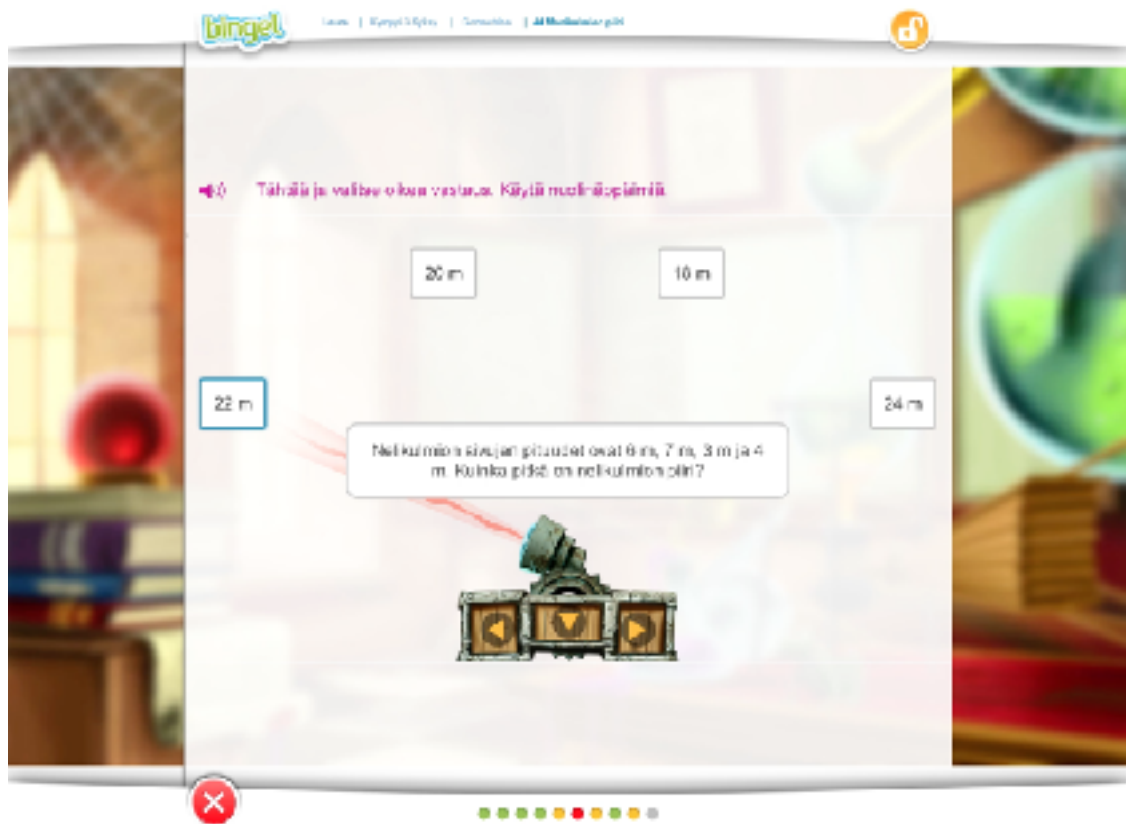 bingel
Tähtää ja valitse oikea vastaus. Käytä nuolinäppäimiä.
20 m
18 m
22 m
24 m
Nelikulmion sivujen pituudet ovat 6 m, 7 m, 3 m ja 4
m. Kuinka pitkä on nelikulmion piiri?